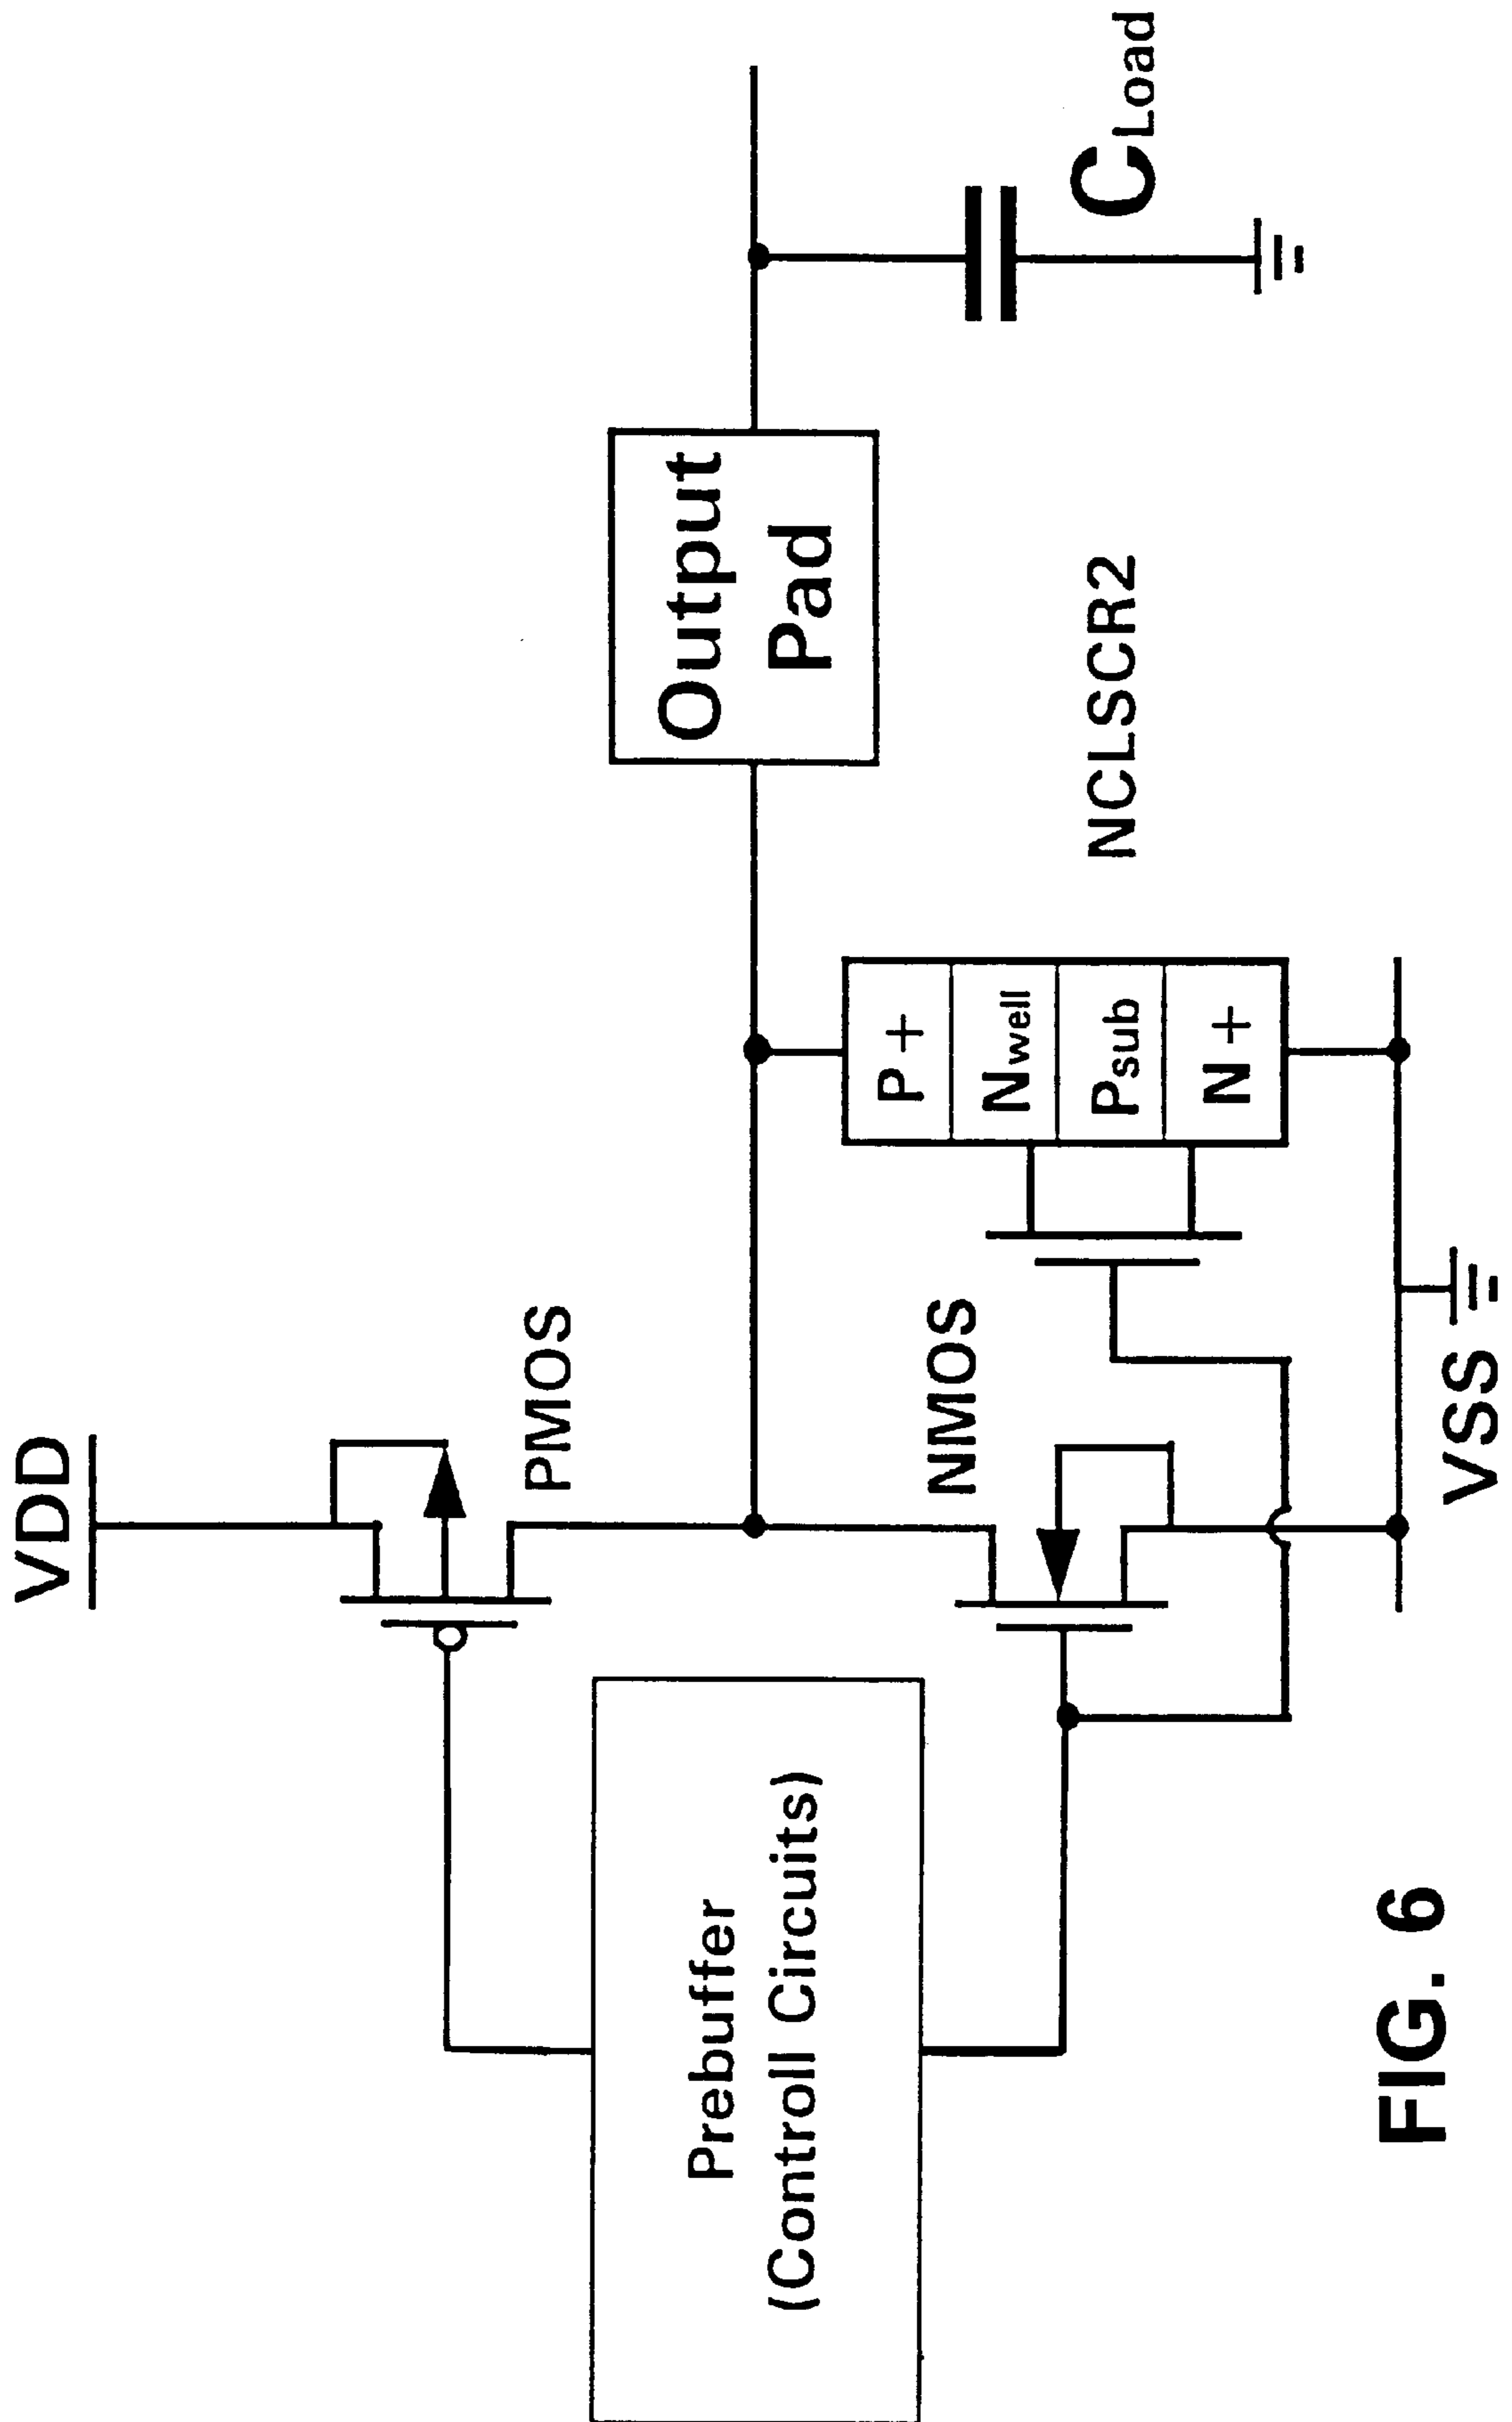 VDD
PMOS
Prebuffer
(Controll Circuits)
NMOS
Output
Pad
P+
Nwell
Psub
N+
NCLSCR2
CLoad
VSS
FIG. 6